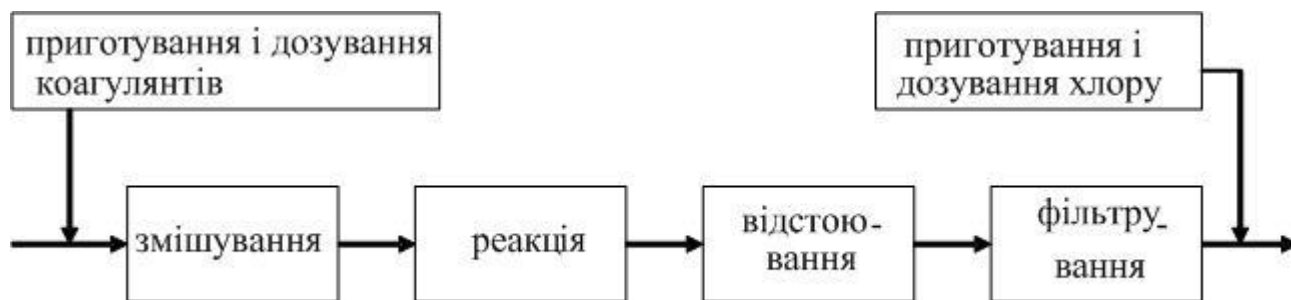 приготування і дозування
коагулянтів
приготування і
дозування хлору
змішування
реакція
відстою-
вання
фільтру-
вання